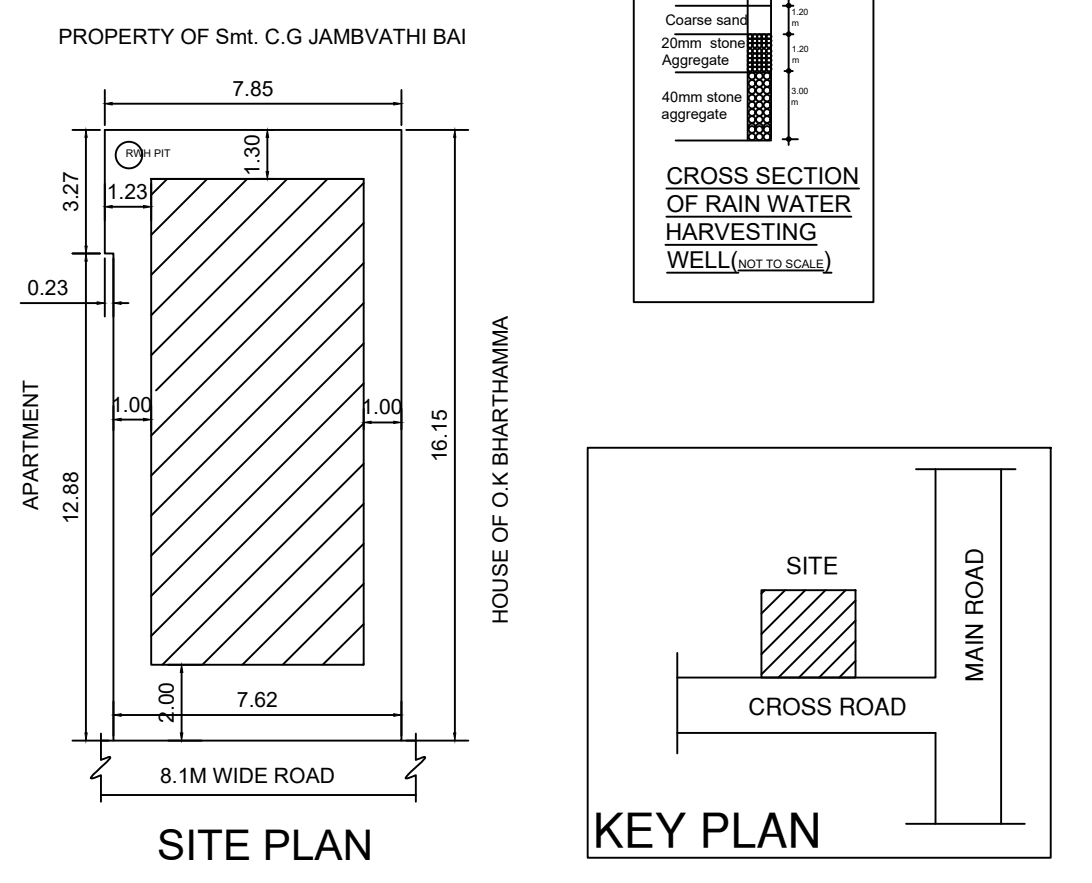 PROPERTY OF Smt. C.G JAMBVATHI BAI
7.85
RWH PIT
1.30
3.27
1.23
0.23
APARTMENT
1.00
1.00
16.15
HOUSE OF O.K BHARTHAMMA
12.88
2.00
7.62
8.1M WIDE ROAD
SITE PLAN
Coarse sand
1.20
m
20mm stone
Aggregate
1.20
m
40mm stone
aggregate
3.00
m
CROSS SECTION
OF RAIN WATER
HARVESTING
WELL(NOT TO SCALE)
SITE
MAIN ROAD
CROSS ROAD
KEY PLAN